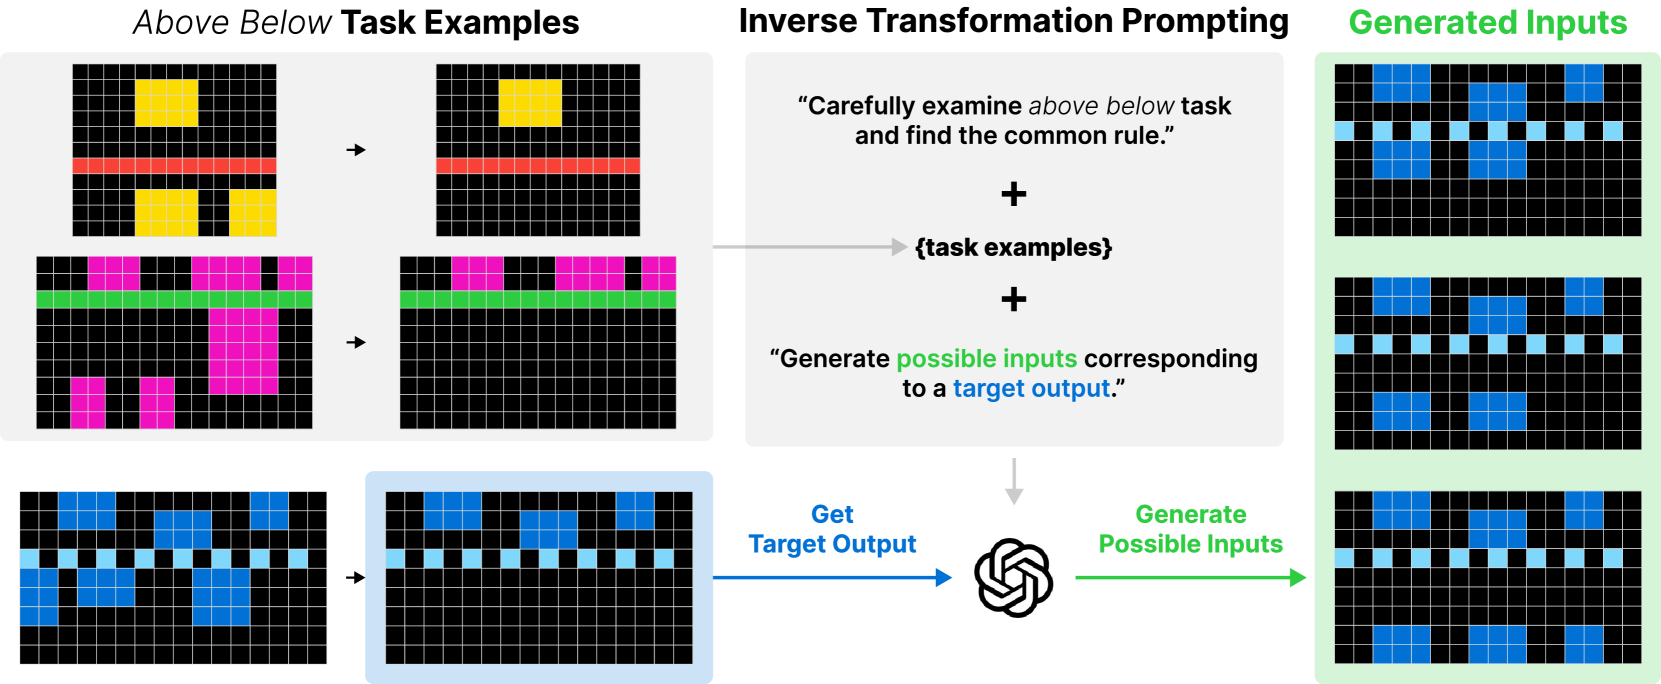 Above Below Task Examples
Inverse Transformation Prompting
Generated Inputs
“Carefully examine above below task
and find the common rule.”
+
{task examples}
+
“Generate possible inputs corresponding
to a target output.”
Get
Target Output
Generate
Possible Inputs